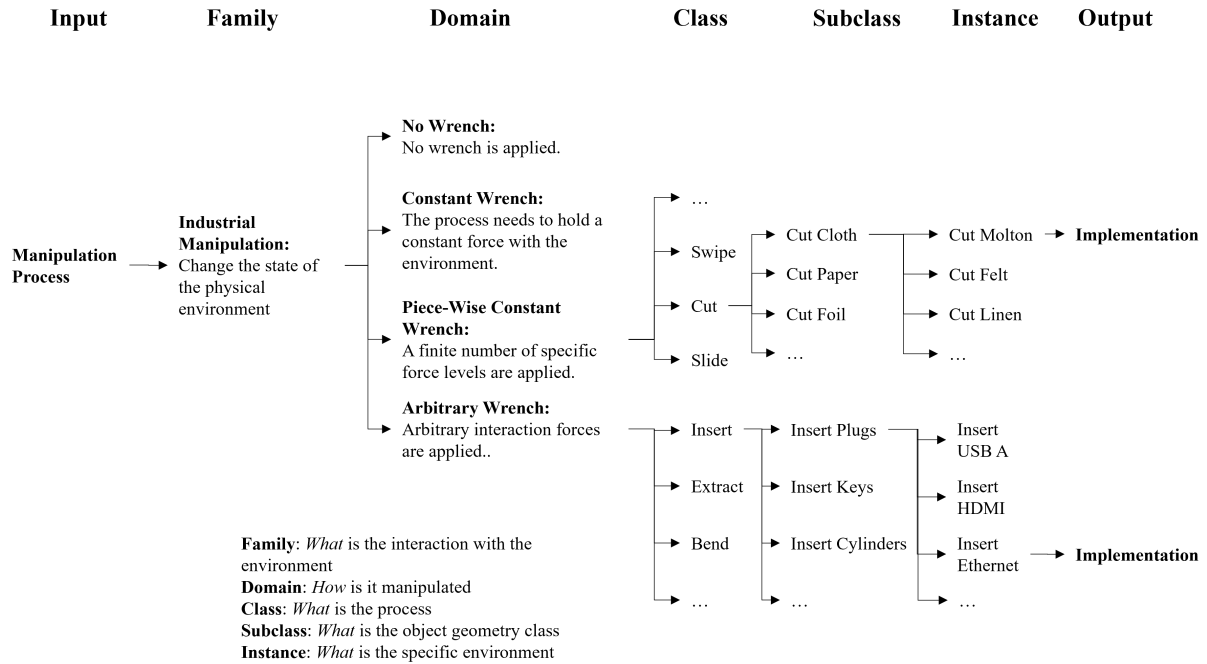 Input Family Domain Class Subclass Instance Output
Manipulation
Process
Industrial
Manipulation:
Change the state of
the physical
environment
No Wrench:
No wrench is applied.
Constant Wrench:
The process needs to hold a
constant force with the
environment.
Piece-Wise Constant
Wrench:
A finite number of specific
force levels are applied.
Arbitrary Wrench:
Arbitrary interaction forces
are applied..
…
Swipe
Cut
Slide
Cut Cloth
Cut Paper
Cut Foil
…
Cut Molton
Cut Felt
Cut Linen
…
Implementation
Insert
Extract
Bend
…
Insert Plugs
Insert Keys
Insert Cylinders
…
Insert
USB A
Insert
HDMI
Insert
Ethernet
…
Implementation
Family: What is the interaction with the
environment
Domain: How is it manipulated
Class: What is the process
Subclass: What is the object geometry class
Instance: What is the specific environment